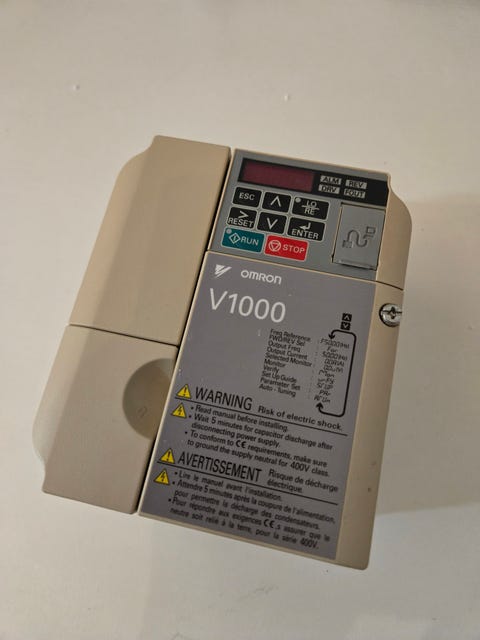 ALM REV
DRV FOUT
ESC
LO
RE
RESET
ENTER
RUN
STOP
OMRON
V1000
Freq Reference
FWD/REV Sel
Output Freq
Output Current
Selected Monitor
Monitor
Verify
Set Up Guide
Parameter Set
Auto - Tuning
WARNING Risk of electric shock.
• Read manual before installing.
• Wait 5 minutes for capacitor discharge after
disconnecting power supply.
• To conform to CE requirements, make sure
to ground the supply neutral for 400V class.
AVERTISSEMENT Risque de décharge
électrique.
• Lire le manuel avant l'installation.
• Attendre 5 minutes après la coupure de l'alimentation,
pour permettre la décharge des condensateurs.
• Pour répondre aux exigences CE, s assurer que le
neutre soit relié à la terre, pour la série 400V.